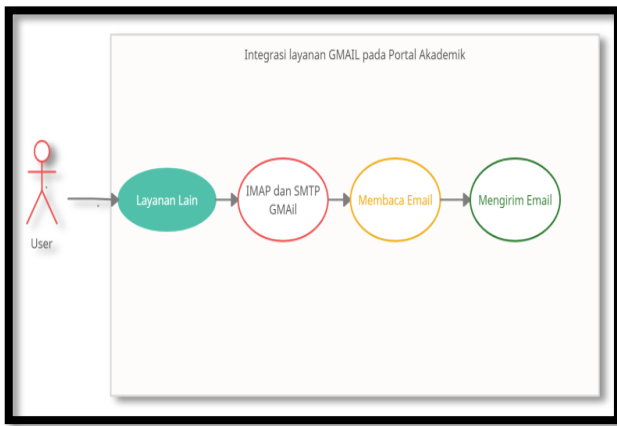 Integrasi layanan GMAIL pada Portal Akademik
User
Layanan Lain
IMAP dan SMTP
GMAil
Membaca Email
Mengirim Email